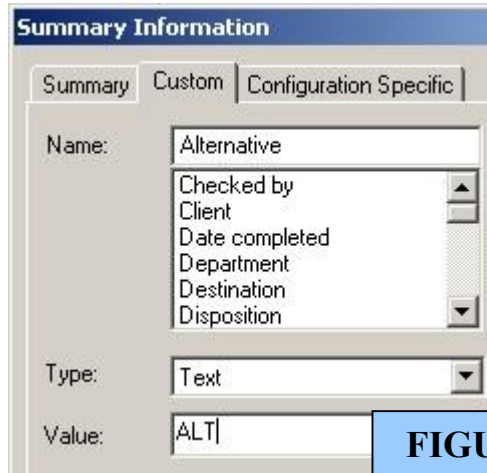 Summary Information
Summary Custom Configuration Specific
Name: Alternative
Checked by
Client
Date completed
Department
Destination
Disposition
Type: Text
Value: ALT
FIGU